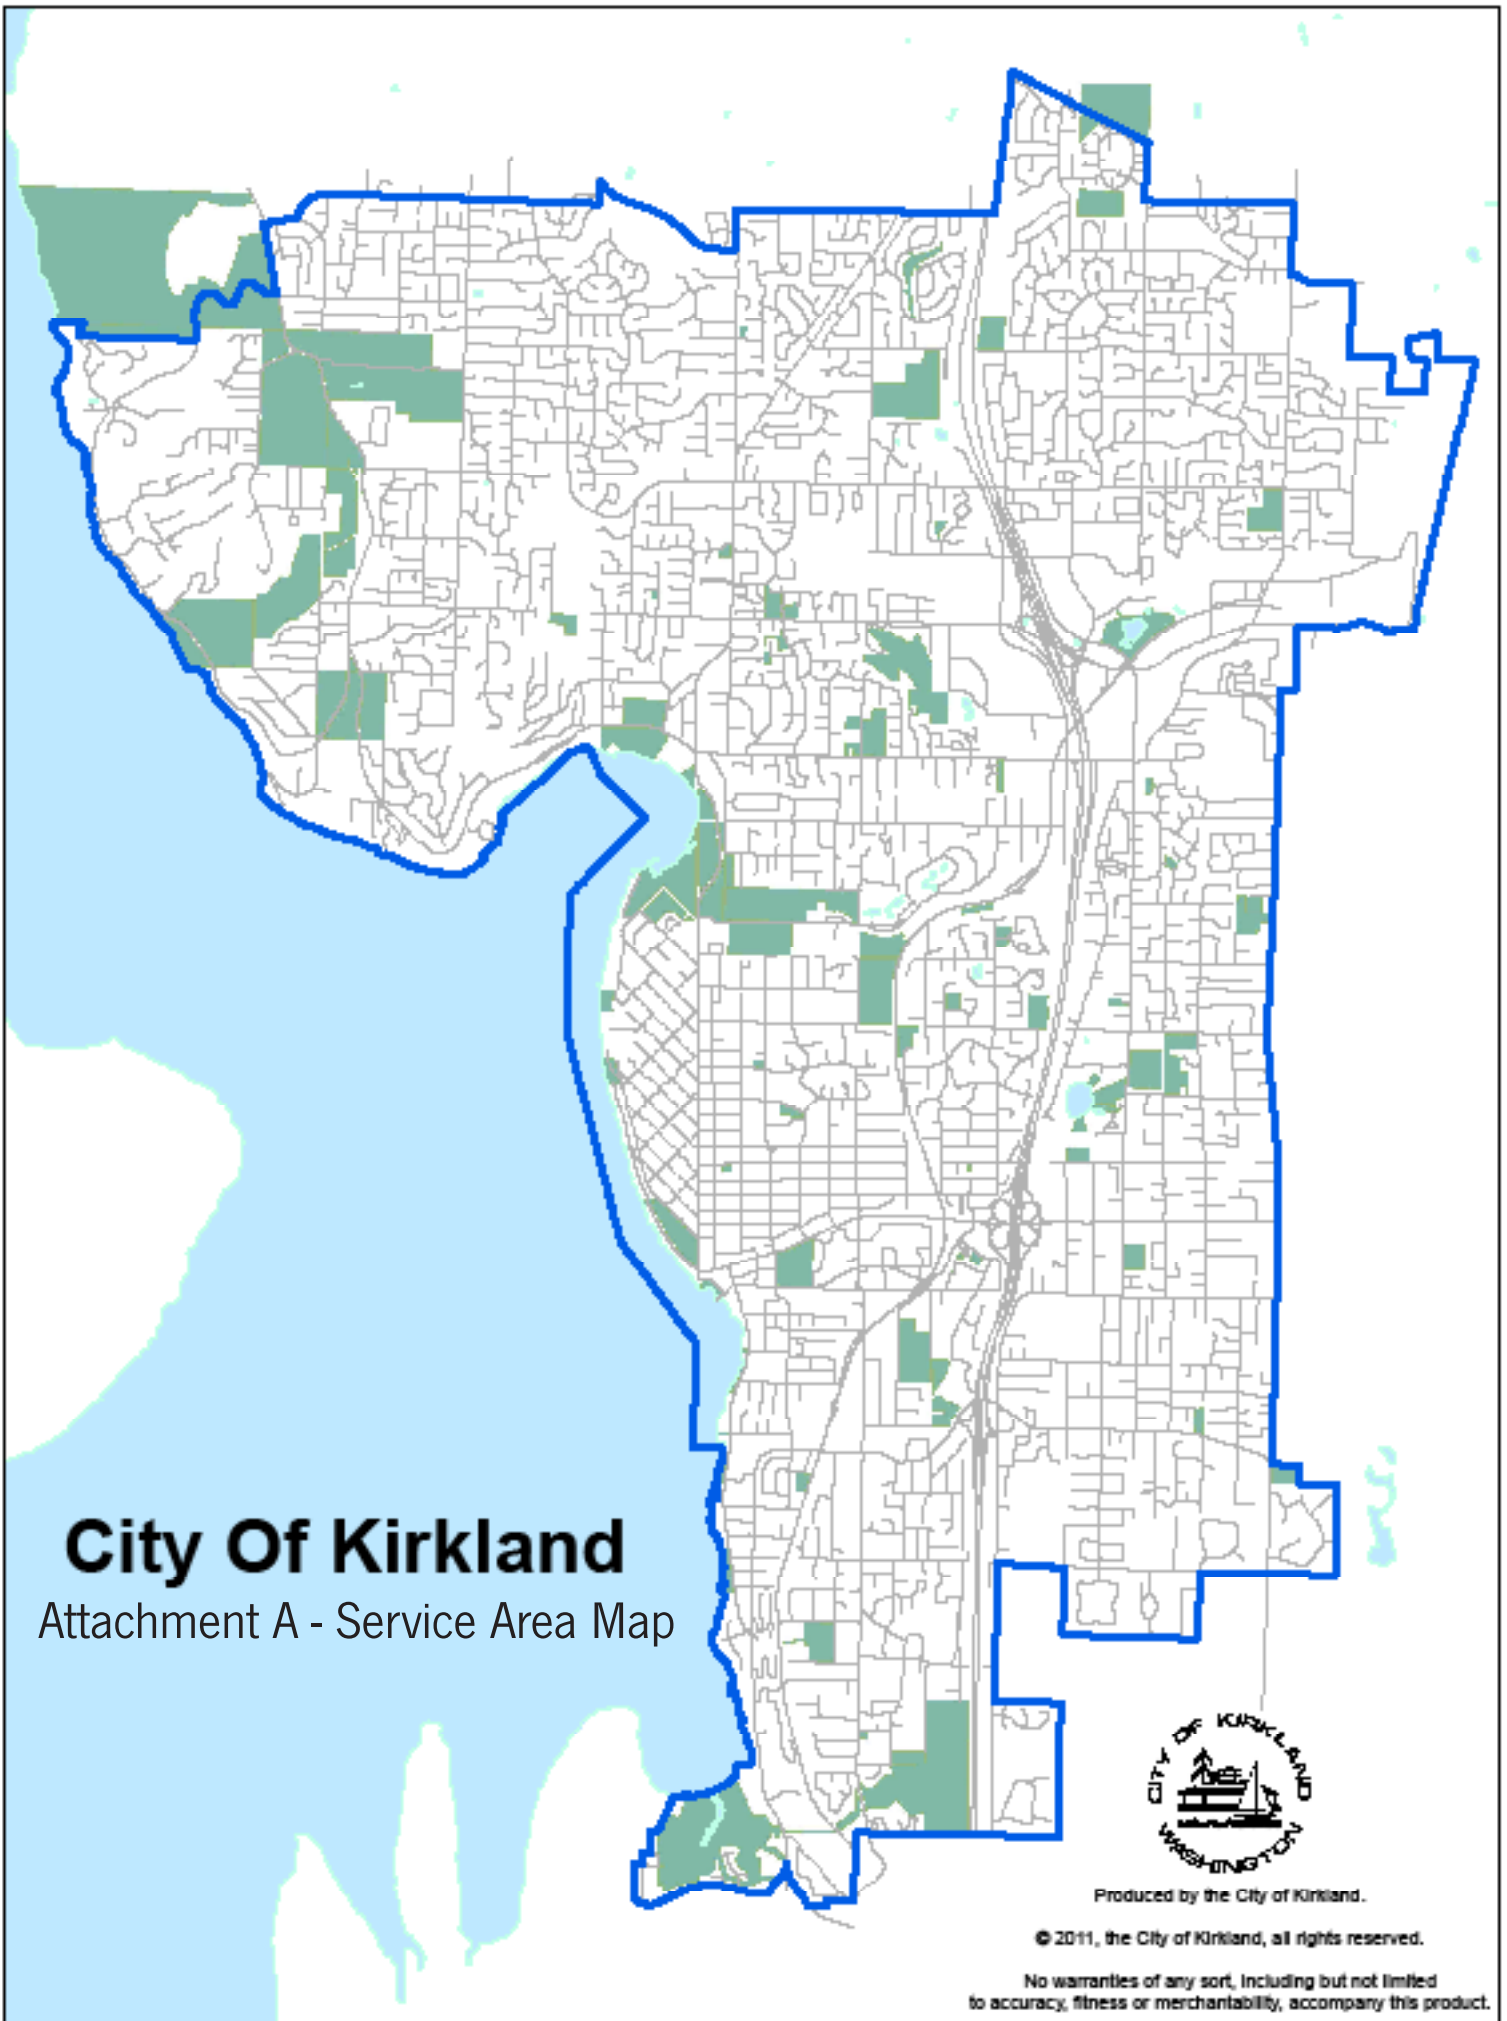 City Of Kirkland
Attachment A - Service Area Map
CITY OF KIRKLAND
WASHINGTON
Produced by the City of Kirkland.
© 2011, the City of Kirkland, all rights reserved.
No warranties of any sort, including but not limited
to accuracy, fitness or merchantability, accompany this product.